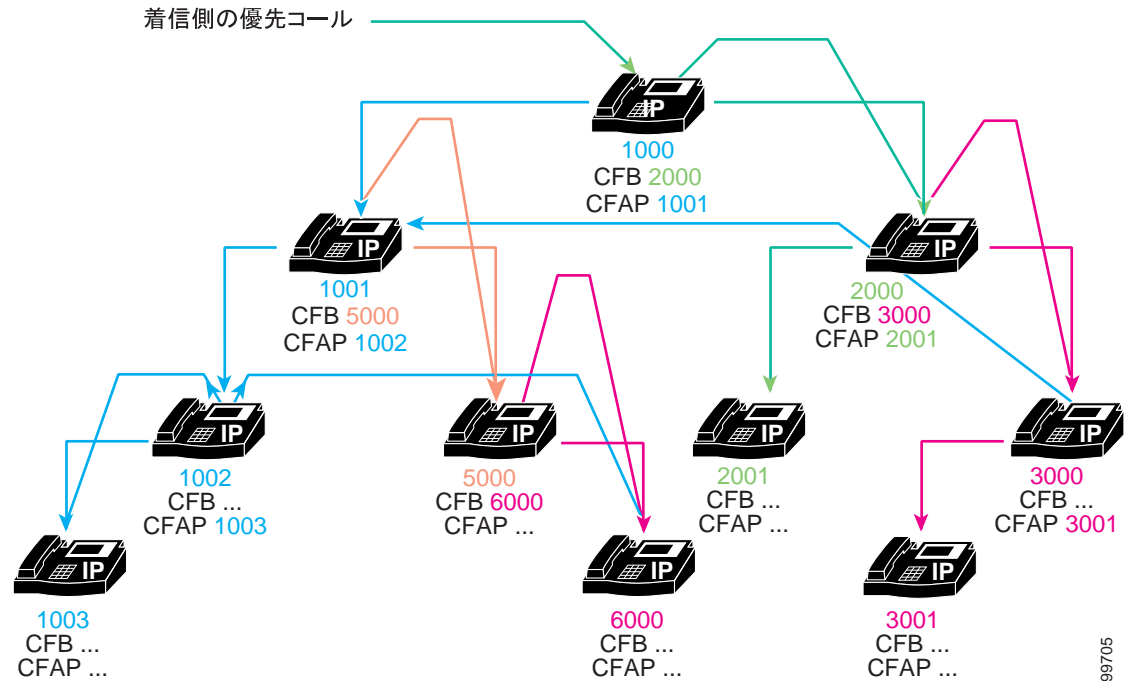 着信側の優先コール
IP
1000
CFB 2000
CFAP 1001
IP
1001
CFB 5000
CFAP 1002
IP
2000
CFB 3000
CFAP 2001
IP
1002
CFB ...
CFAP 1003
IP
5000
CFB 6000
CFAP ...
IP
2001
CFB ...
CFAP ...
IP
3000
CFB ...
CFAP 3001
IP
1003
CFB ...
CFAP ...
IP
6000
CFB ...
CFAP ...
IP
3001
CFB ...
CFAP ...
99705